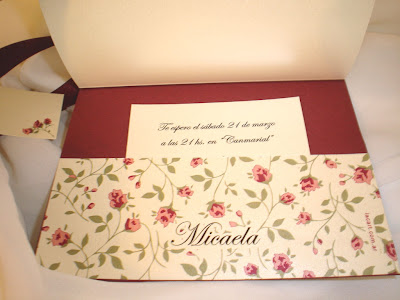 Te espero el sábado 21 de marzo
a las 21 hs. en "Canmarial"
Micaela